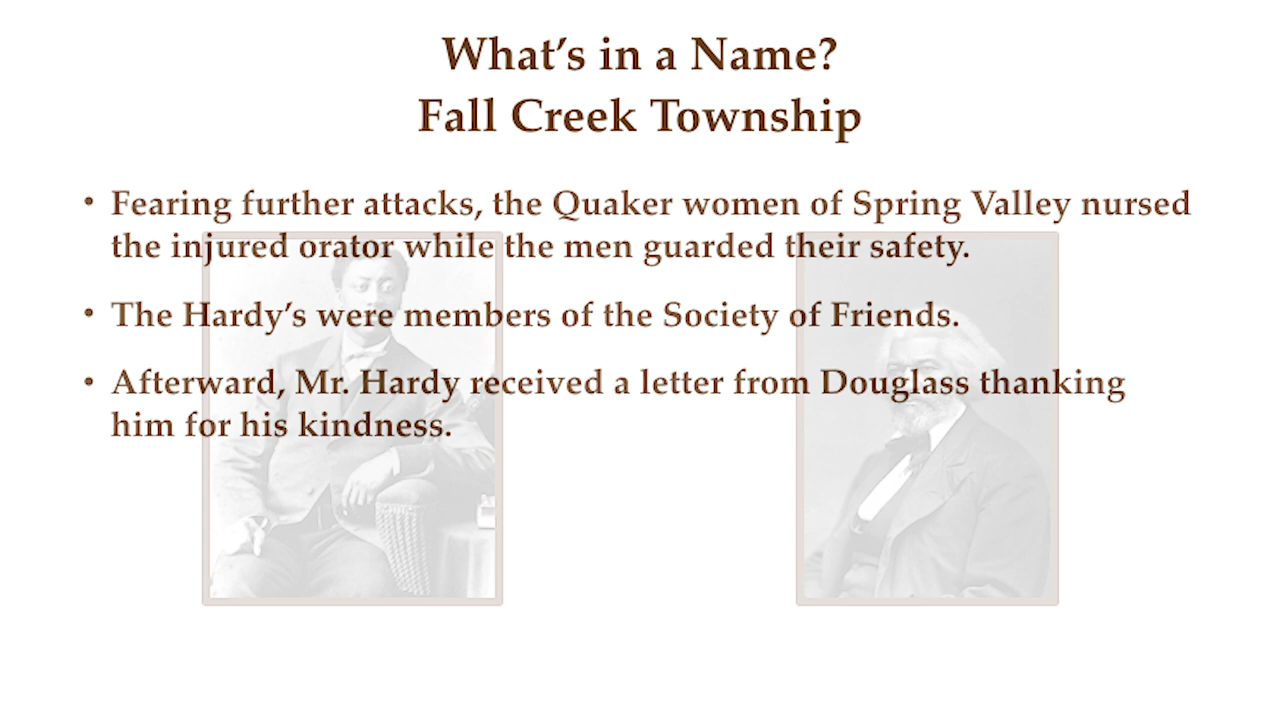 What’s in a Name?
Fall Creek Township
• Fearing further attacks, the Quaker women of Spring Valley nursed
the injured orator while the men guarded their safety.
• The Hardy’s were members of the Society of Friends.
• Afterward, Mr. Hardy received a letter from Douglass thanking
him for his kindness.